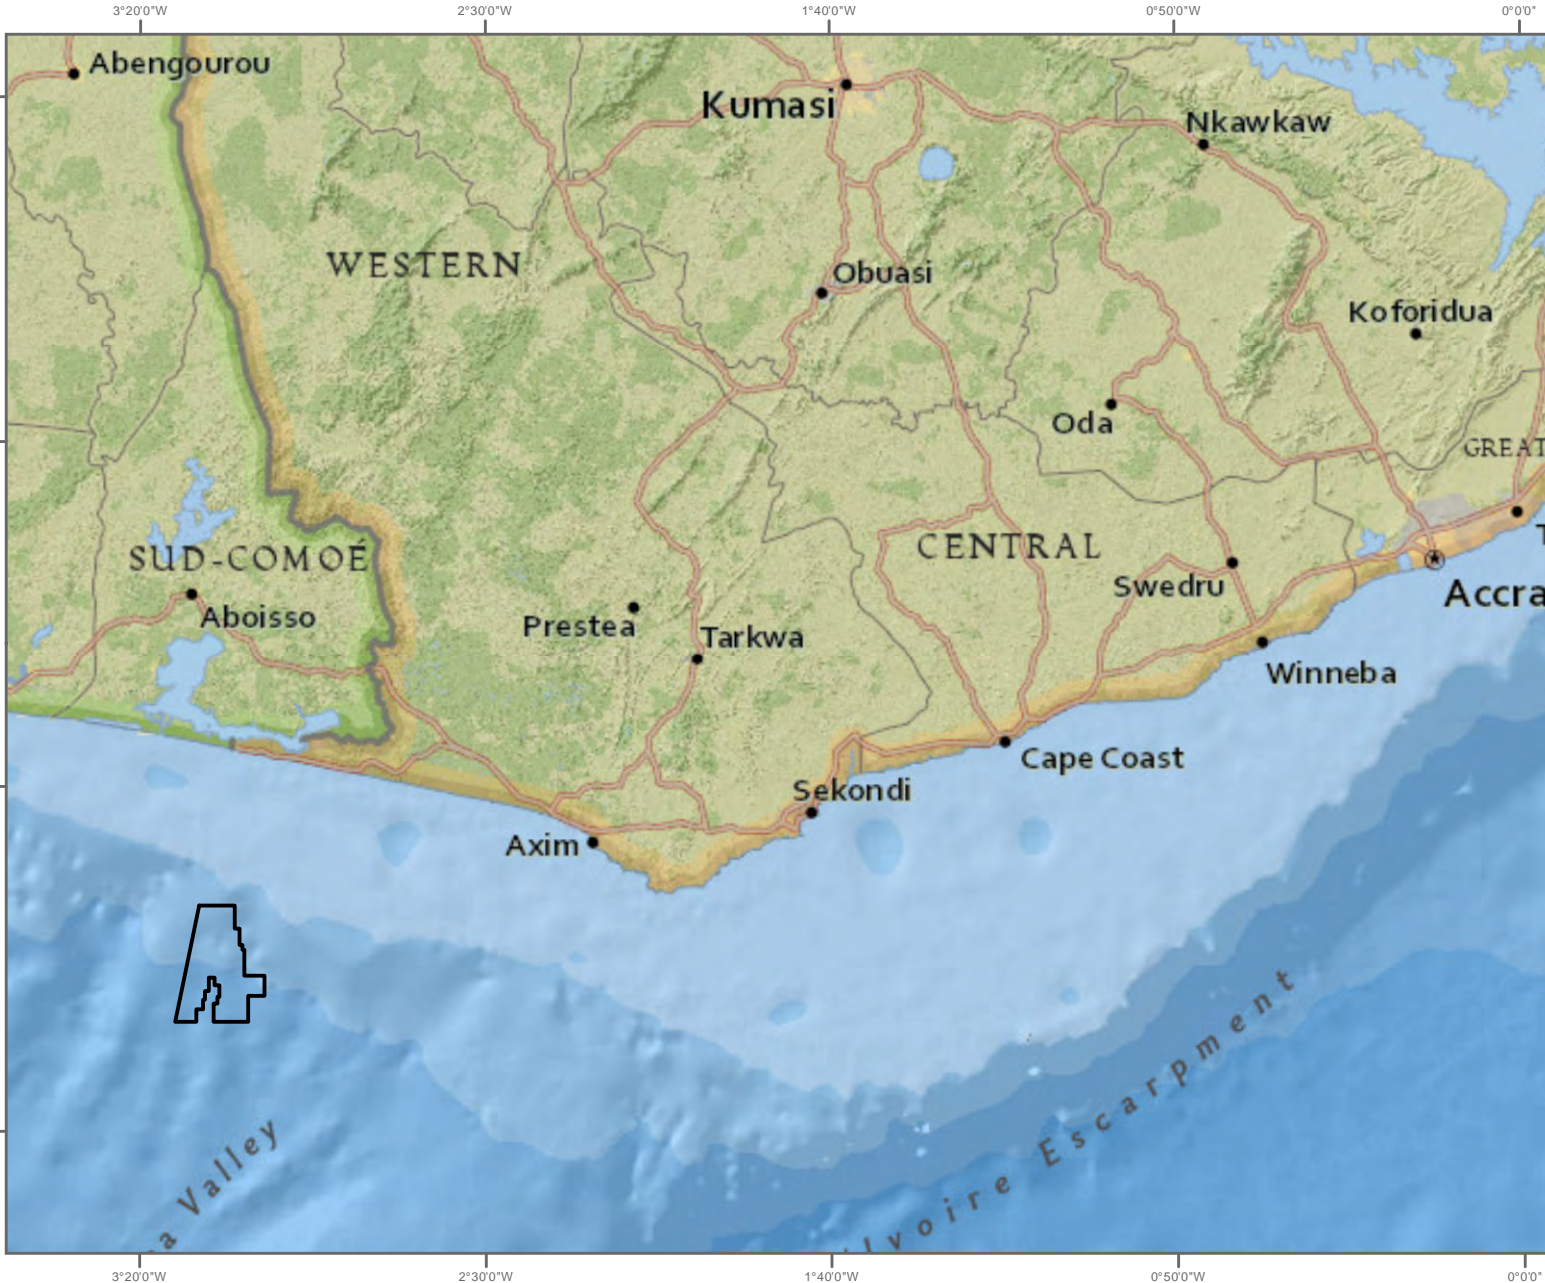 3°20'0"W 2°30'0"W 1°40'0"W 0°50'0"W 0°0'0"
Abengourou
Kumasi
Nkawkaw
WESTERN
Obuasi
Koforidua
Oda
GREAT
SUD-COMOÉ
CENTRAL
Swedru
Accra
Aboisso
Prestea
Tarkwa
Winneba
Cape Coast
Sekondi
Axim
a Valley
Ivoire Escarpment
3°20'0"W 2°30'0"W 1°40'0"W 0°50'0"W 0°0'0"